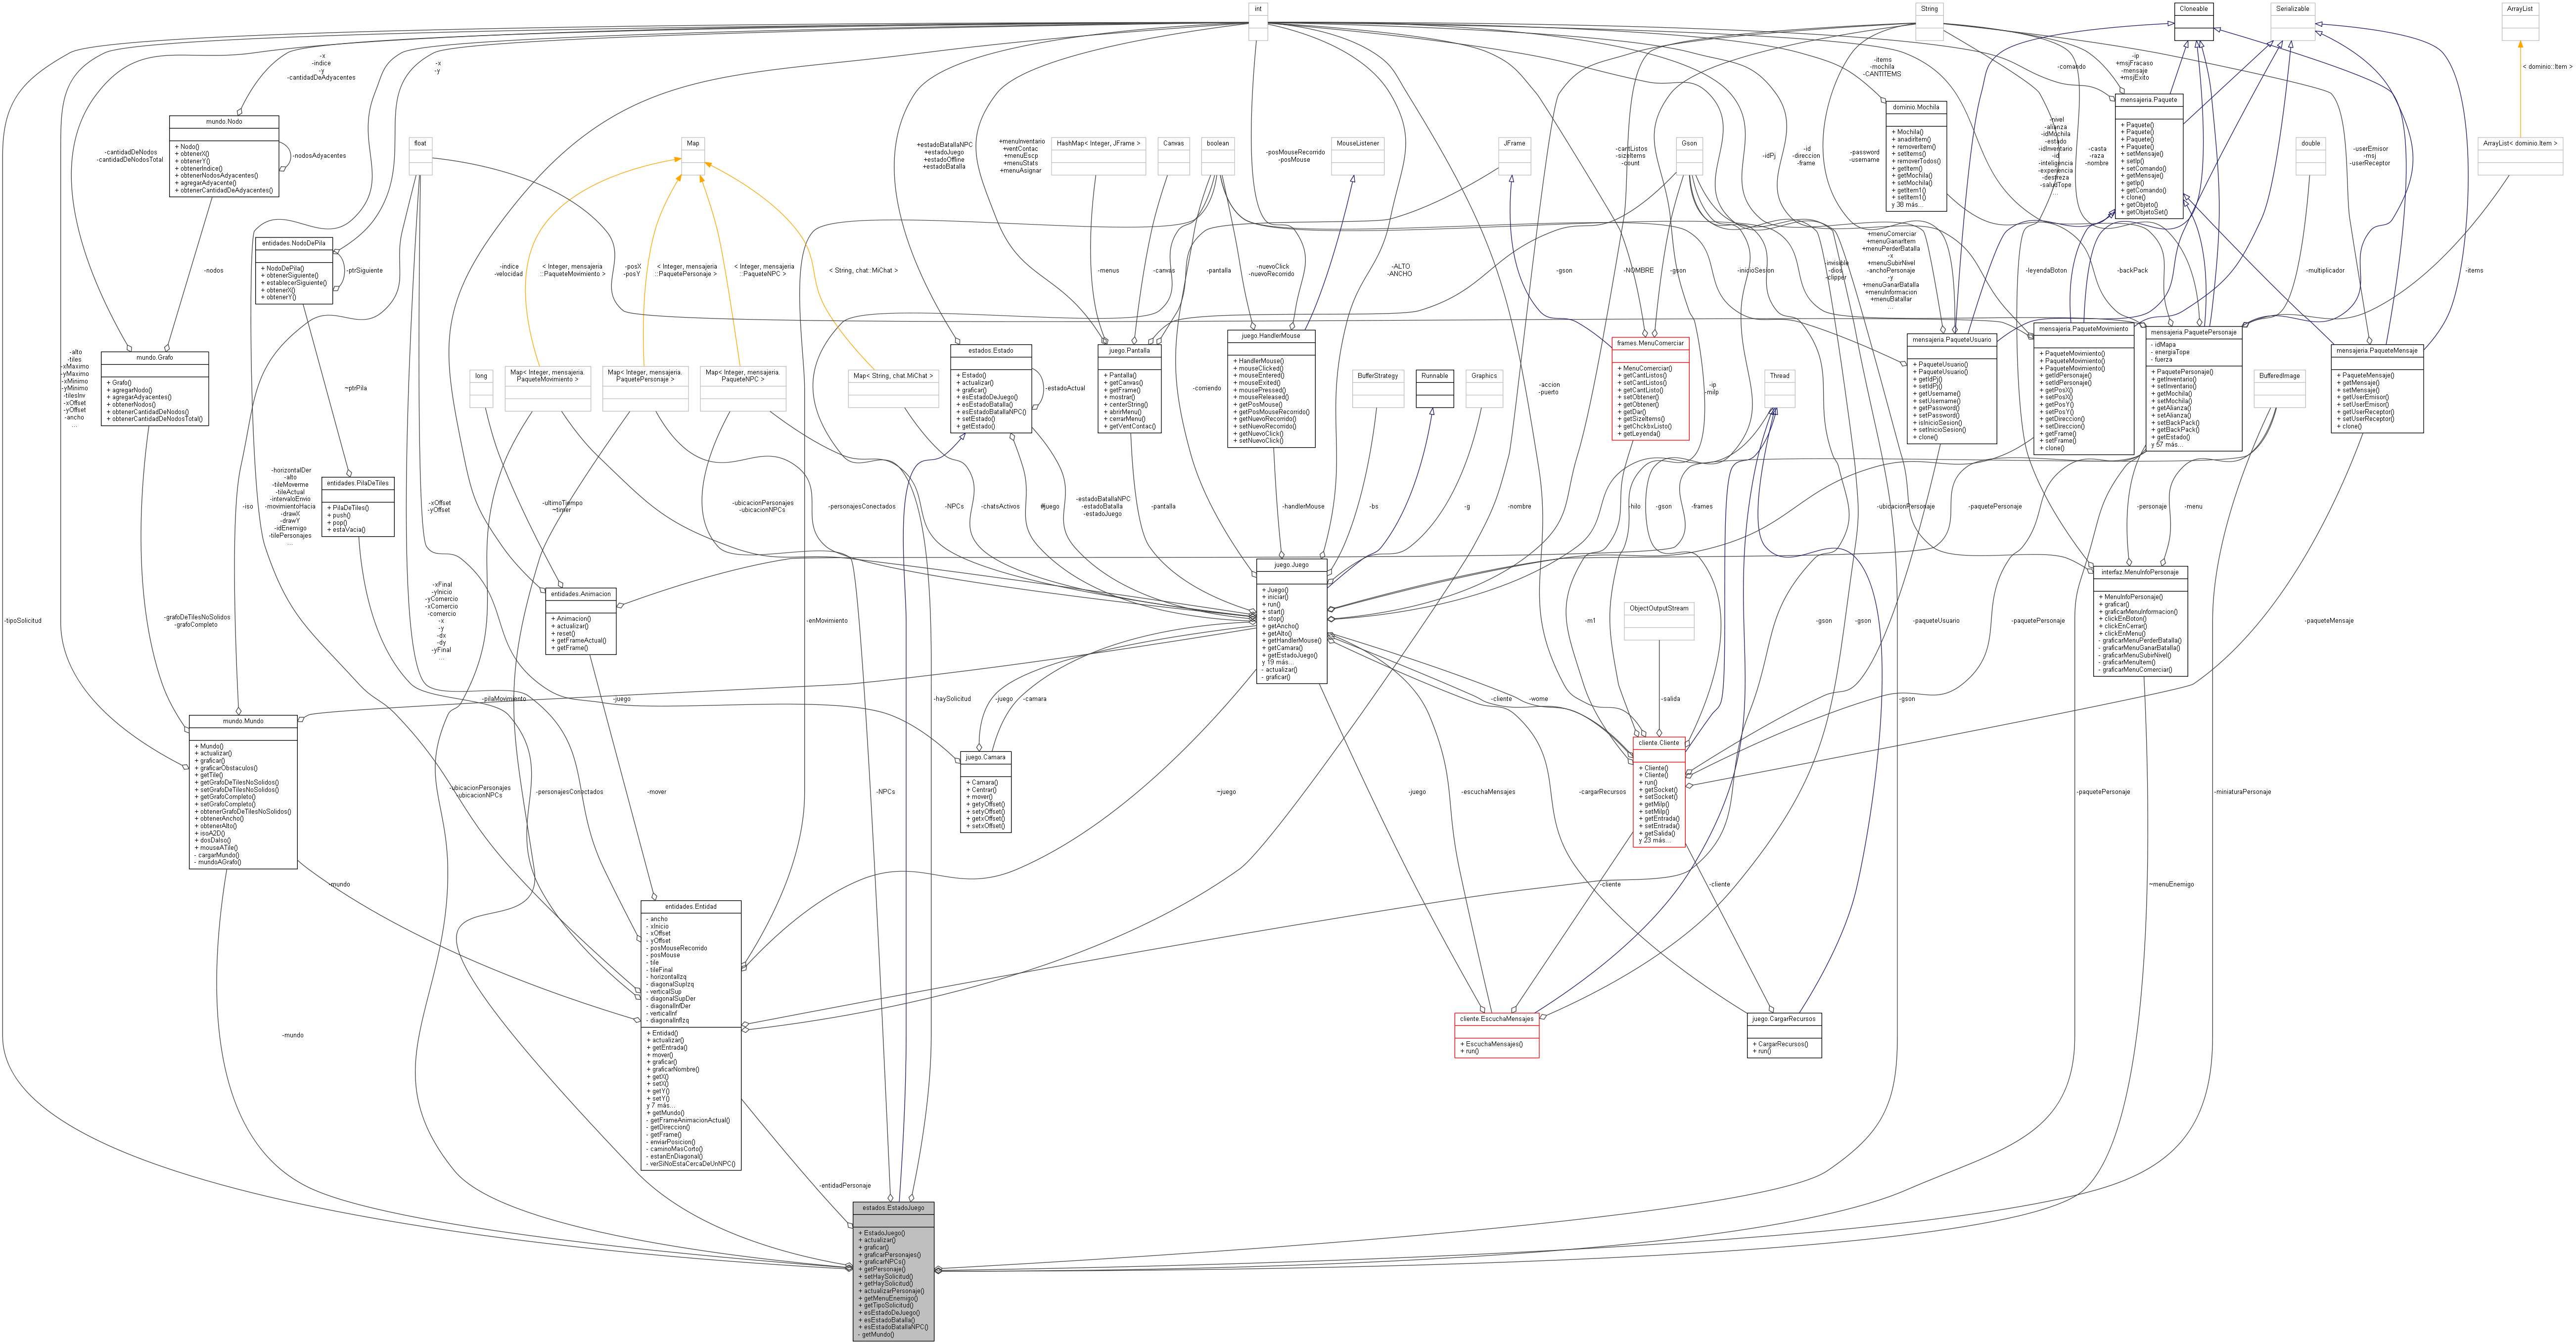 int
String
Cloneable
Serializable
ArrayList
-x
-indice
-y
-cantidadDeAdyacentes
-x
-y
-items
-mochila
-CANTITEMS
-comando
-ip
+msjFracaso
-mensaje
+msjExito
< dominio::Item >
mundo.Nodo
+ Nodo()
+ obtenerX()
+ obtenerY()
+ obtenerIndice()
+ obtenerNodosAdyacentes()
+ agregarAdyacente()
+ obtenerCantidadDeAdyacentes()
-nodosAdyacentes
-cantidadDeNodos
-cantidadDeNodosTotal
float
Map
+estadoBatallaNPC
+estadoJuego
+estadoOffline
+estadoBatalla
+menuInventario
+ventContac
+menuEscp
+menuStats
+menuAsignar
HashMap< Integer, JFrame >
Canvas
boolean
-posMouseRecorrido
-posMouse
MouseListener
JFrame
-cantListos
-sizeItems
-count
Gson
-idPj
-id
-direccion
-frame
-password
-username
dominio.Mochila
+ Mochila()
+ anadirItem()
+ removerItem()
+ setItems()
+ removerTodos()
+ getItem()
+ getMochila()
+ setMochila()
+ getItem1()
+ setItem1()
y 38 más...
-nivel
-alianza
-idMochila
-estado
-idInventario
-id
-inteligencia
-experiencia
-destreza
-saludTope
...
-casta
-raza
-nombre
mensajeria.Paquete
+ Paquete()
+ Paquete()
+ Paquete()
+ Paquete()
+ setMensaje()
+ setIp()
+ setComando()
+ getMensaje()
+ getIp()
+ getComando()
+ clone()
+ getObjeto()
+ getObjetoSet()
-userEmisor
-msj
-userReceptor
double
ArrayList< dominio.Item >
entidades.NodoDePila
+ NodoDePila()
+ obtenerSiguiente()
+ establecerSiguiente()
+ obtenerX()
+ obtenerY()
-ptrSiguiente
-nodos
-indice
-velocidad
< Integer, mensajeria
::PaqueteMovimiento >
-posX
-posY
< Integer, mensajeria
::PaquetePersonaje >
< Integer, mensajeria
::PaqueteNPC >
< String, chat::MiChat >
-menus
-canvas
-pantalla
-nuevoClick
-nuevoRecorrido
-ALTO
-ANCHO
-gson
-NOMBRE
-gson
-inicioSesion
-invisible
-dios
-clipper
+menuComerciar
+menuGanarItem
+menuPerderBatalla
-x
+menuSubirNivel
-anchoPersonaje
-y
+menuGanarBatalla
+menuInformacion
+menuBatallar
...
-leyendaBoton
-backPack
-multiplicador
-items
mundo.Grafo
+ Grafo()
+ agregarNodo()
+ agregarAdyacentes()
+ obtenerNodos()
+ obtenerCantidadDeNodos()
+ obtenerCantidadDeNodosTotal()
-alto
-tiles
-xMaximo
-yMaximo
-xMinimo
-yMinimo
-tilesInv
-xOffset
-yOffset
-ancho
...
~ptrPila
long
Map< Integer, mensajeria.
PaqueteMovimiento >
Map< Integer, mensajeria.
PaquetePersonaje >
Map< Integer, mensajeria.
PaqueteNPC >
Map< String, chat.MiChat >
estados.Estado
+ Estado()
+ actualizar()
+ graficar()
+ esEstadoDeJuego()
+ esEstadoBatalla()
+ esEstadoBatallaNPC()
+ setEstado()
+ getEstado()
-estadoActual
juego.Pantalla
+ Pantalla()
+ getCanvas()
+ getFrame()
+ mostrar()
+ centerString()
+ abrirMenu()
+ cerrarMenu()
+ getVentContac()
-corriendo
juego.HandlerMouse
+ HandlerMouse()
+ mouseClicked()
+ mouseEntered()
+ mouseExited()
+ mousePressed()
+ mouseReleased()
+ getPosMouse()
+ getPosMouseRecorrido()
+ getNuevoRecorrido()
+ setNuevoRecorrido()
+ getNuevoClick()
+ setNuevoClick()
BufferStrategy
Runnable
Graphics
-accion
-puerto
frames.MenuComerciar
+ MenuComerciar()
+ getCantListos()
+ setCantListos()
+ setObtener()
+ getObtener()
+ getDar()
+ getSizeItems()
+ getChckbxListo()
+ getLeyenda()
-ip
-miIp
Thread
mensajeria.PaqueteUsuario
+ PaqueteUsuario()
+ PaqueteUsuario()
+ getIdPj()
+ setIdPj()
+ getUsername()
+ setUsername()
+ getPassword()
+ setPassword()
+ isInicioSesion()
+ setInicioSesion()
+ clone()
mensajeria.PaqueteMovimiento
+ PaqueteMovimiento()
+ PaqueteMovimiento()
+ PaqueteMovimiento()
+ getIdPersonaje()
+ setIdPersonaje()
+ getPosX()
+ setPosX()
+ getPosY()
+ setPosY()
+ getDireccion()
+ setDireccion()
+ getFrame()
+ setFrame()
+ clone()
mensajeria.PaquetePersonaje
- idMapa
- energiaTope
- fuerza
+ PaquetePersonaje()
+ getInventario()
+ setInventario()
+ getMochila()
+ setMochila()
+ getAlianza()
+ setAlianza()
+ setBackPack()
+ getBackPack()
+ getEstado()
y 57 más...
BufferedImage
mensajeria.PaqueteMensaje
+ PaqueteMensaje()
+ getMensaje()
+ setMensaje()
+ getUserEmisor()
+ setUserEmisor()
+ getUserReceptor()
+ setUserReceptor()
+ clone()
-horizontalDer
-alto
-tileMoverme
-tileActual
-intervaloEnvio
-movimientoHacia
-drawX
-drawY
-idEnemigo
-tilePersonajes
...
entidades.PilaDeTiles
+ PilaDeTiles()
+ push()
+ pop()
+ estaVacia()
-iso
-xOffset
-yOffset
-ultimoTiempo
~timer
-ubicacionPersonajes
-ubicacionNPCs
-personajesConectados
-NPCs
-chatsActivos
#juego
-estadoBatallaNPC
-estadoBatalla
-estadoJuego
-pantalla
-handlerMouse
-bs
-g
-nombre
-hilo
-gson
-frames
-ubicacionPersonaje
-paquetePersonaje
-personaje
-menu
-grafoDeTilesNoSolidos
-grafoCompleto
-xFinal
-yInicio
-yComercio
-xComercio
-comercio
-x
-y
-dx
-dy
-yFinal
...
entidades.Animacion
+ Animacion()
+ actualizar()
+ reset()
+ getFrameActual()
+ getFrame()
juego.Juego
+ Juego()
+ iniciar()
+ run()
+ start()
+ stop()
+ getAncho()
+ getAlto()
+ getHandlerMouse()
+ getCamara()
+ getEstadoJuego()
y 19 más...
- actualizar()
- graficar()
interfaz.MenuInfoPersonaje
+ MenuInfoPersonaje()
+ graficar()
+ graficarMenuInformacion()
+ clickEnBoton()
+ clickEnCerrar()
+ clickEnMenu()
- graficarMenuPerderBatalla()
- graficarMenuGanarBatalla()
- graficarMenuSubirNivel()
- graficarMenuItem()
- graficarMenuComerciar()
ObjectOutputStream
-tipoSolicitud
-enMovimiento
-m1
-gson
-gson
-paqueteUsuario
-paquetePersonaje
-paqueteMensaje
-pilaMovimiento
-juego
-haySolicitud
-juego
-camara
-cliente
-wome
-salida
-gson
mundo.Mundo
+ Mundo()
+ actualizar()
+ graficar()
+ graficarObstaculos()
+ getTile()
+ getGrafoDeTilesNoSolidos()
+ setGrafoDeTilesNoSolidos()
+ getGrafoCompleto()
+ setGrafoCompleto()
+ obtenerGrafoDeTilesNoSolidos()
+ obtenerAncho()
+ obtenerAlto()
+ isoA2D()
+ dosDaIso()
+ mouseATile()
- cargarMundo()
- mundoAGrafo()
juego.Camara
+ Camara()
+ Centrar()
+ mover()
+ getyOffset()
+ setyOffset()
+ getxOffset()
+ setxOffset()
cliente.Cliente
+ Cliente()
+ Cliente()
+ run()
+ getSocket()
+ setSocket()
+ getMiIp()
+ setMiIp()
+ getEntrada()
+ setEntrada()
+ getSalida()
y 23 más...
-ubicacionPersonajes
-ubicacionNPCs
-personajesConectados
-mover
-NPCs
~juego
-juego
-escuchaMensajes
-cargarRecursos
-paquetePersonaje
-miniaturaPersonaje
-mundo
-cliente
-cliente
~menuEnemigo
entidades.Entidad
- ancho
- xInicio
- xOffset
- yOffset
- posMouseRecorrido
- posMouse
- tile
- tileFinal
- horizontalIzq
- diagonalSupIzq
- verticalSup
- diagonalSupDer
- diagonalInfDer
- verticalInf
- diagonalInfIzq
+ Entidad()
+ actualizar()
+ getEntrada()
+ mover()
+ graficar()
+ graficarNombre()
+ getX()
+ setX()
+ getY()
+ setY()
y 7 más...
+ getMundo()
- getFrameAnimacionActual()
- getDireccion()
- getFrame()
- enviarPosicion()
- caminoMasCorto()
- estanEnDiagonal()
- verSiNoEstaCercaDeUnNPC()
-mundo
cliente.EscuchaMensajes
+ EscuchaMensajes()
+ run()
juego.CargarRecursos
+ CargarRecursos()
+ run()
-entidadPersonaje
estados.EstadoJuego
+ EstadoJuego()
+ actualizar()
+ graficar()
+ graficarPersonajes()
+ graficarNPCs()
+ getPersonaje()
+ setHaySolicitud()
+ getHaySolicitud()
+ actualizarPersonaje()
+ getMenuEnemigo()
+ getTipoSolicitud()
+ esEstadoDeJuego()
+ esEstadoBatalla()
+ esEstadoBatallaNPC()
- getMundo()